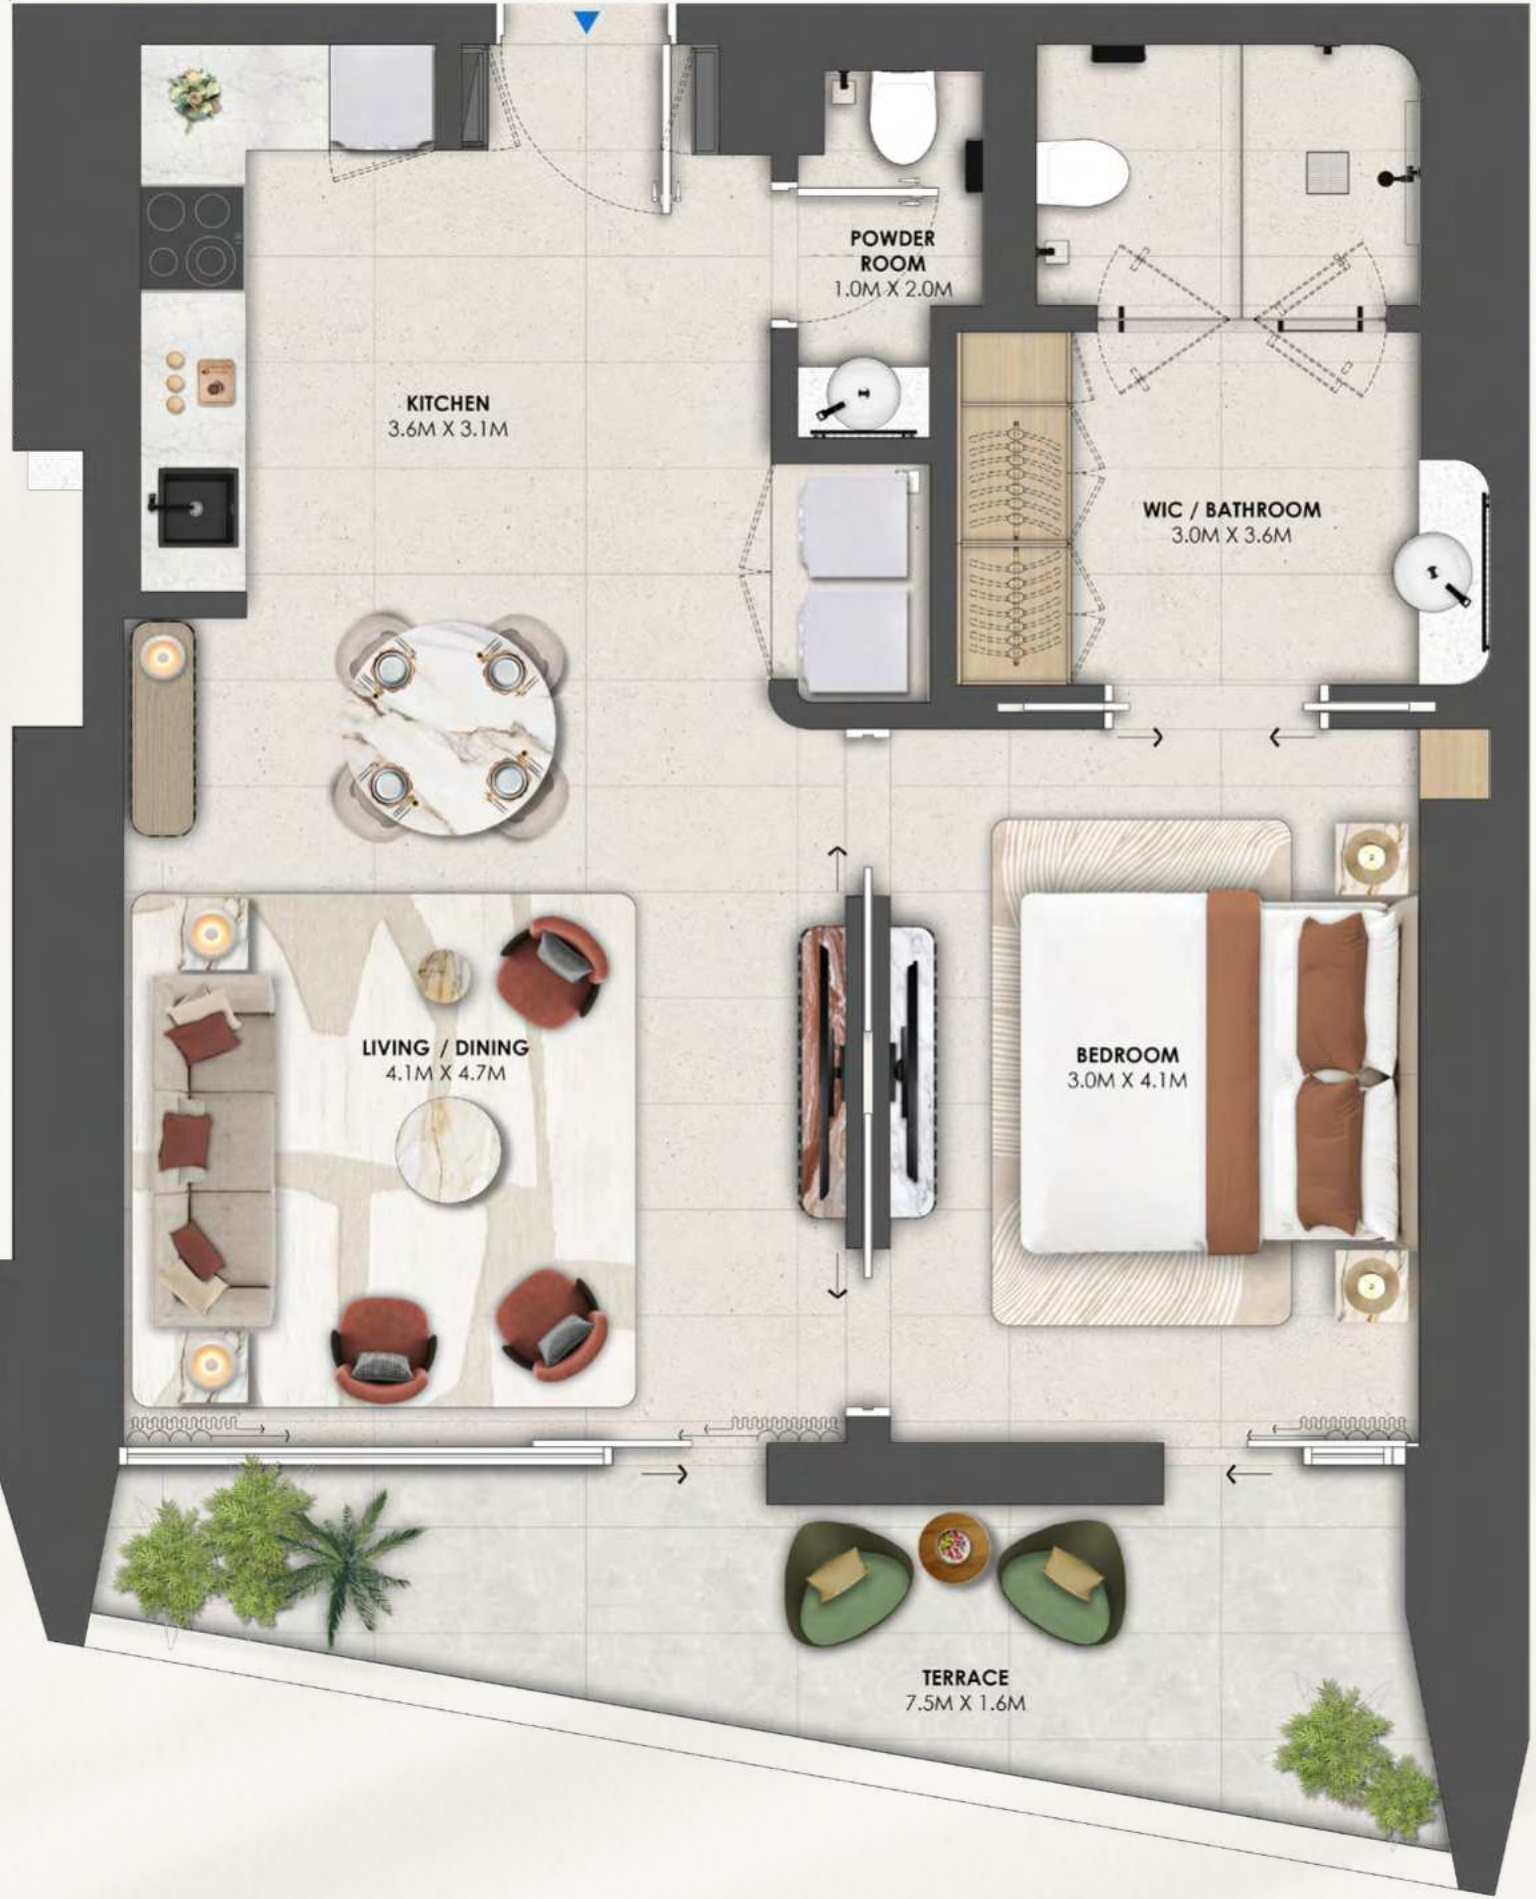 POWDER
ROOM
1.0M X 2.0M
KITCHEN
3.6M X 3.1M
WIC / BATHROOM
3.0M X 3.6M
LIVING / DINING
4.1M X 4.7M
BEDROOM
3.0M X 4.1M
TERRACE
7.5M X 1.6M